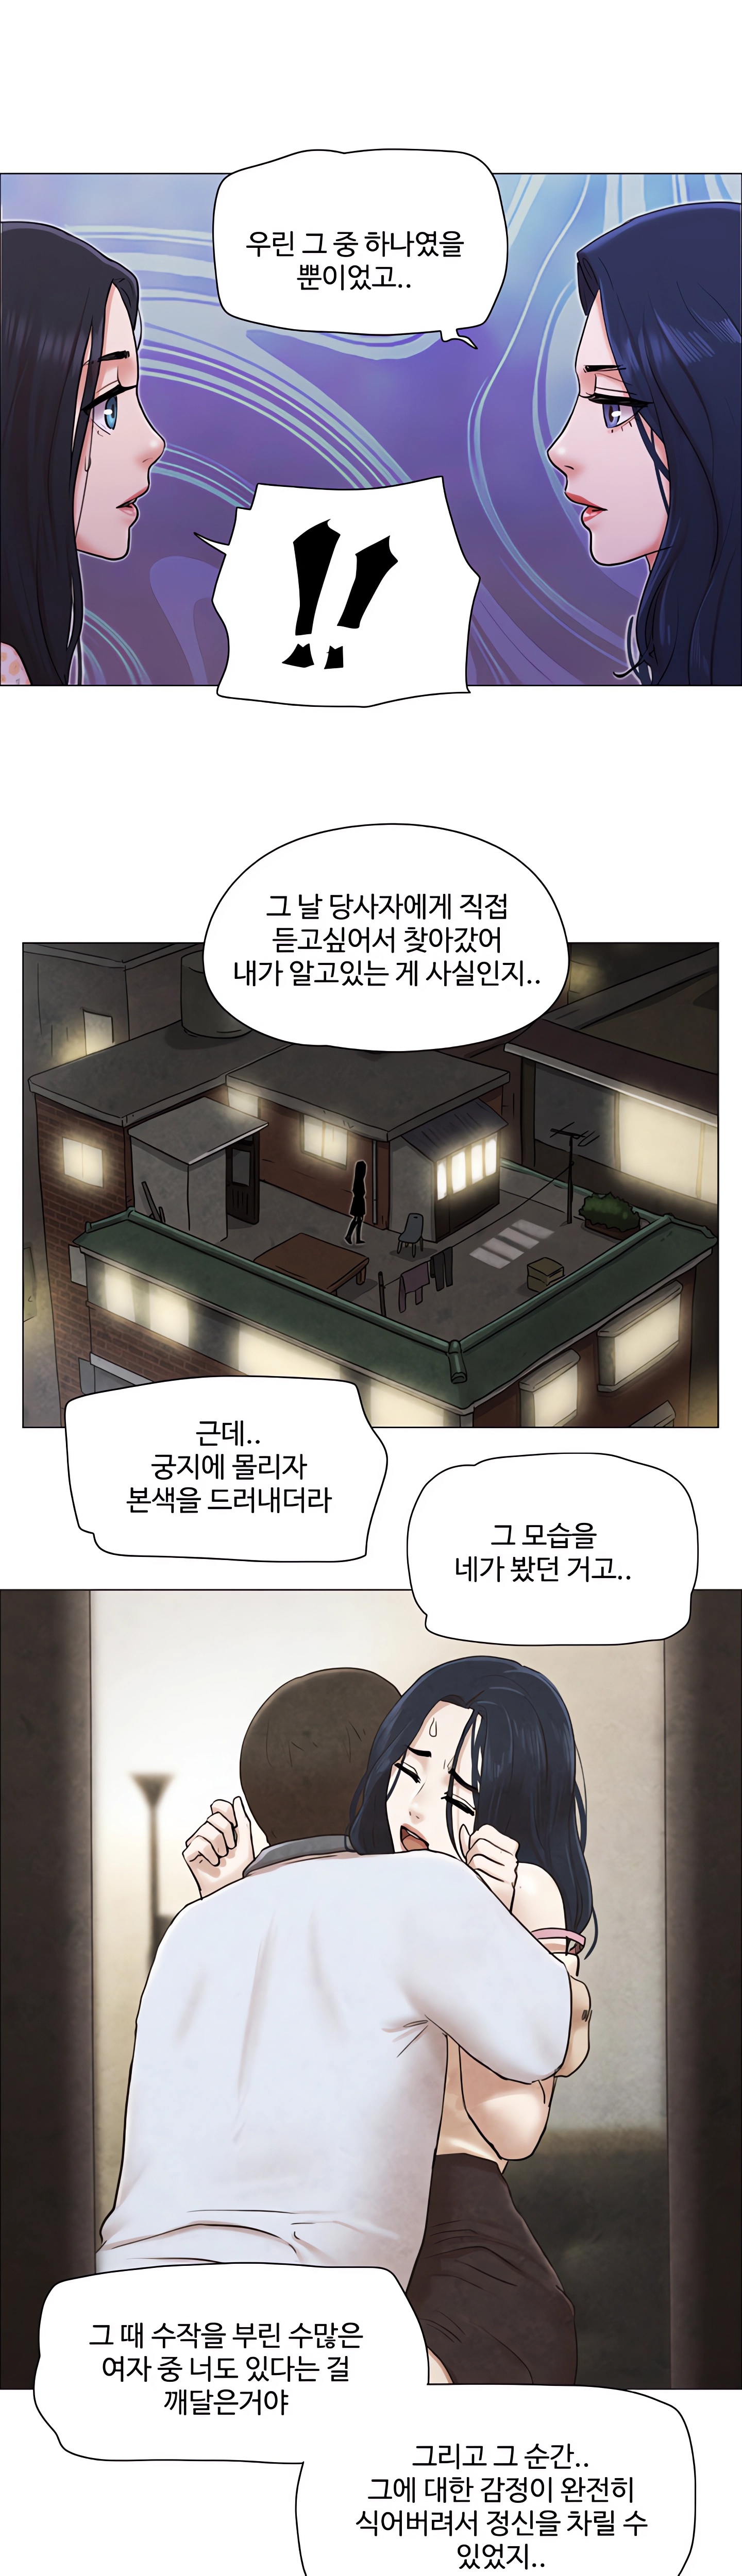 우린 그 중 하나였을
뿐이었고..
!!
그 날 당사자에게 직접
듣고싶어서 찾아갔어
내가 알고있는 게 사실인지..
근데..
궁지에 몰리자
본색을 드러내더라
그 모습을
네가 봤던 거고..
그 때 수작을 부린 수많은
여자 중 너도 있다는 걸
깨달은거야
그리고 그 순간..
그에 대한 감정이 완전히
식어버려서 정신을 차릴 수
있었지..